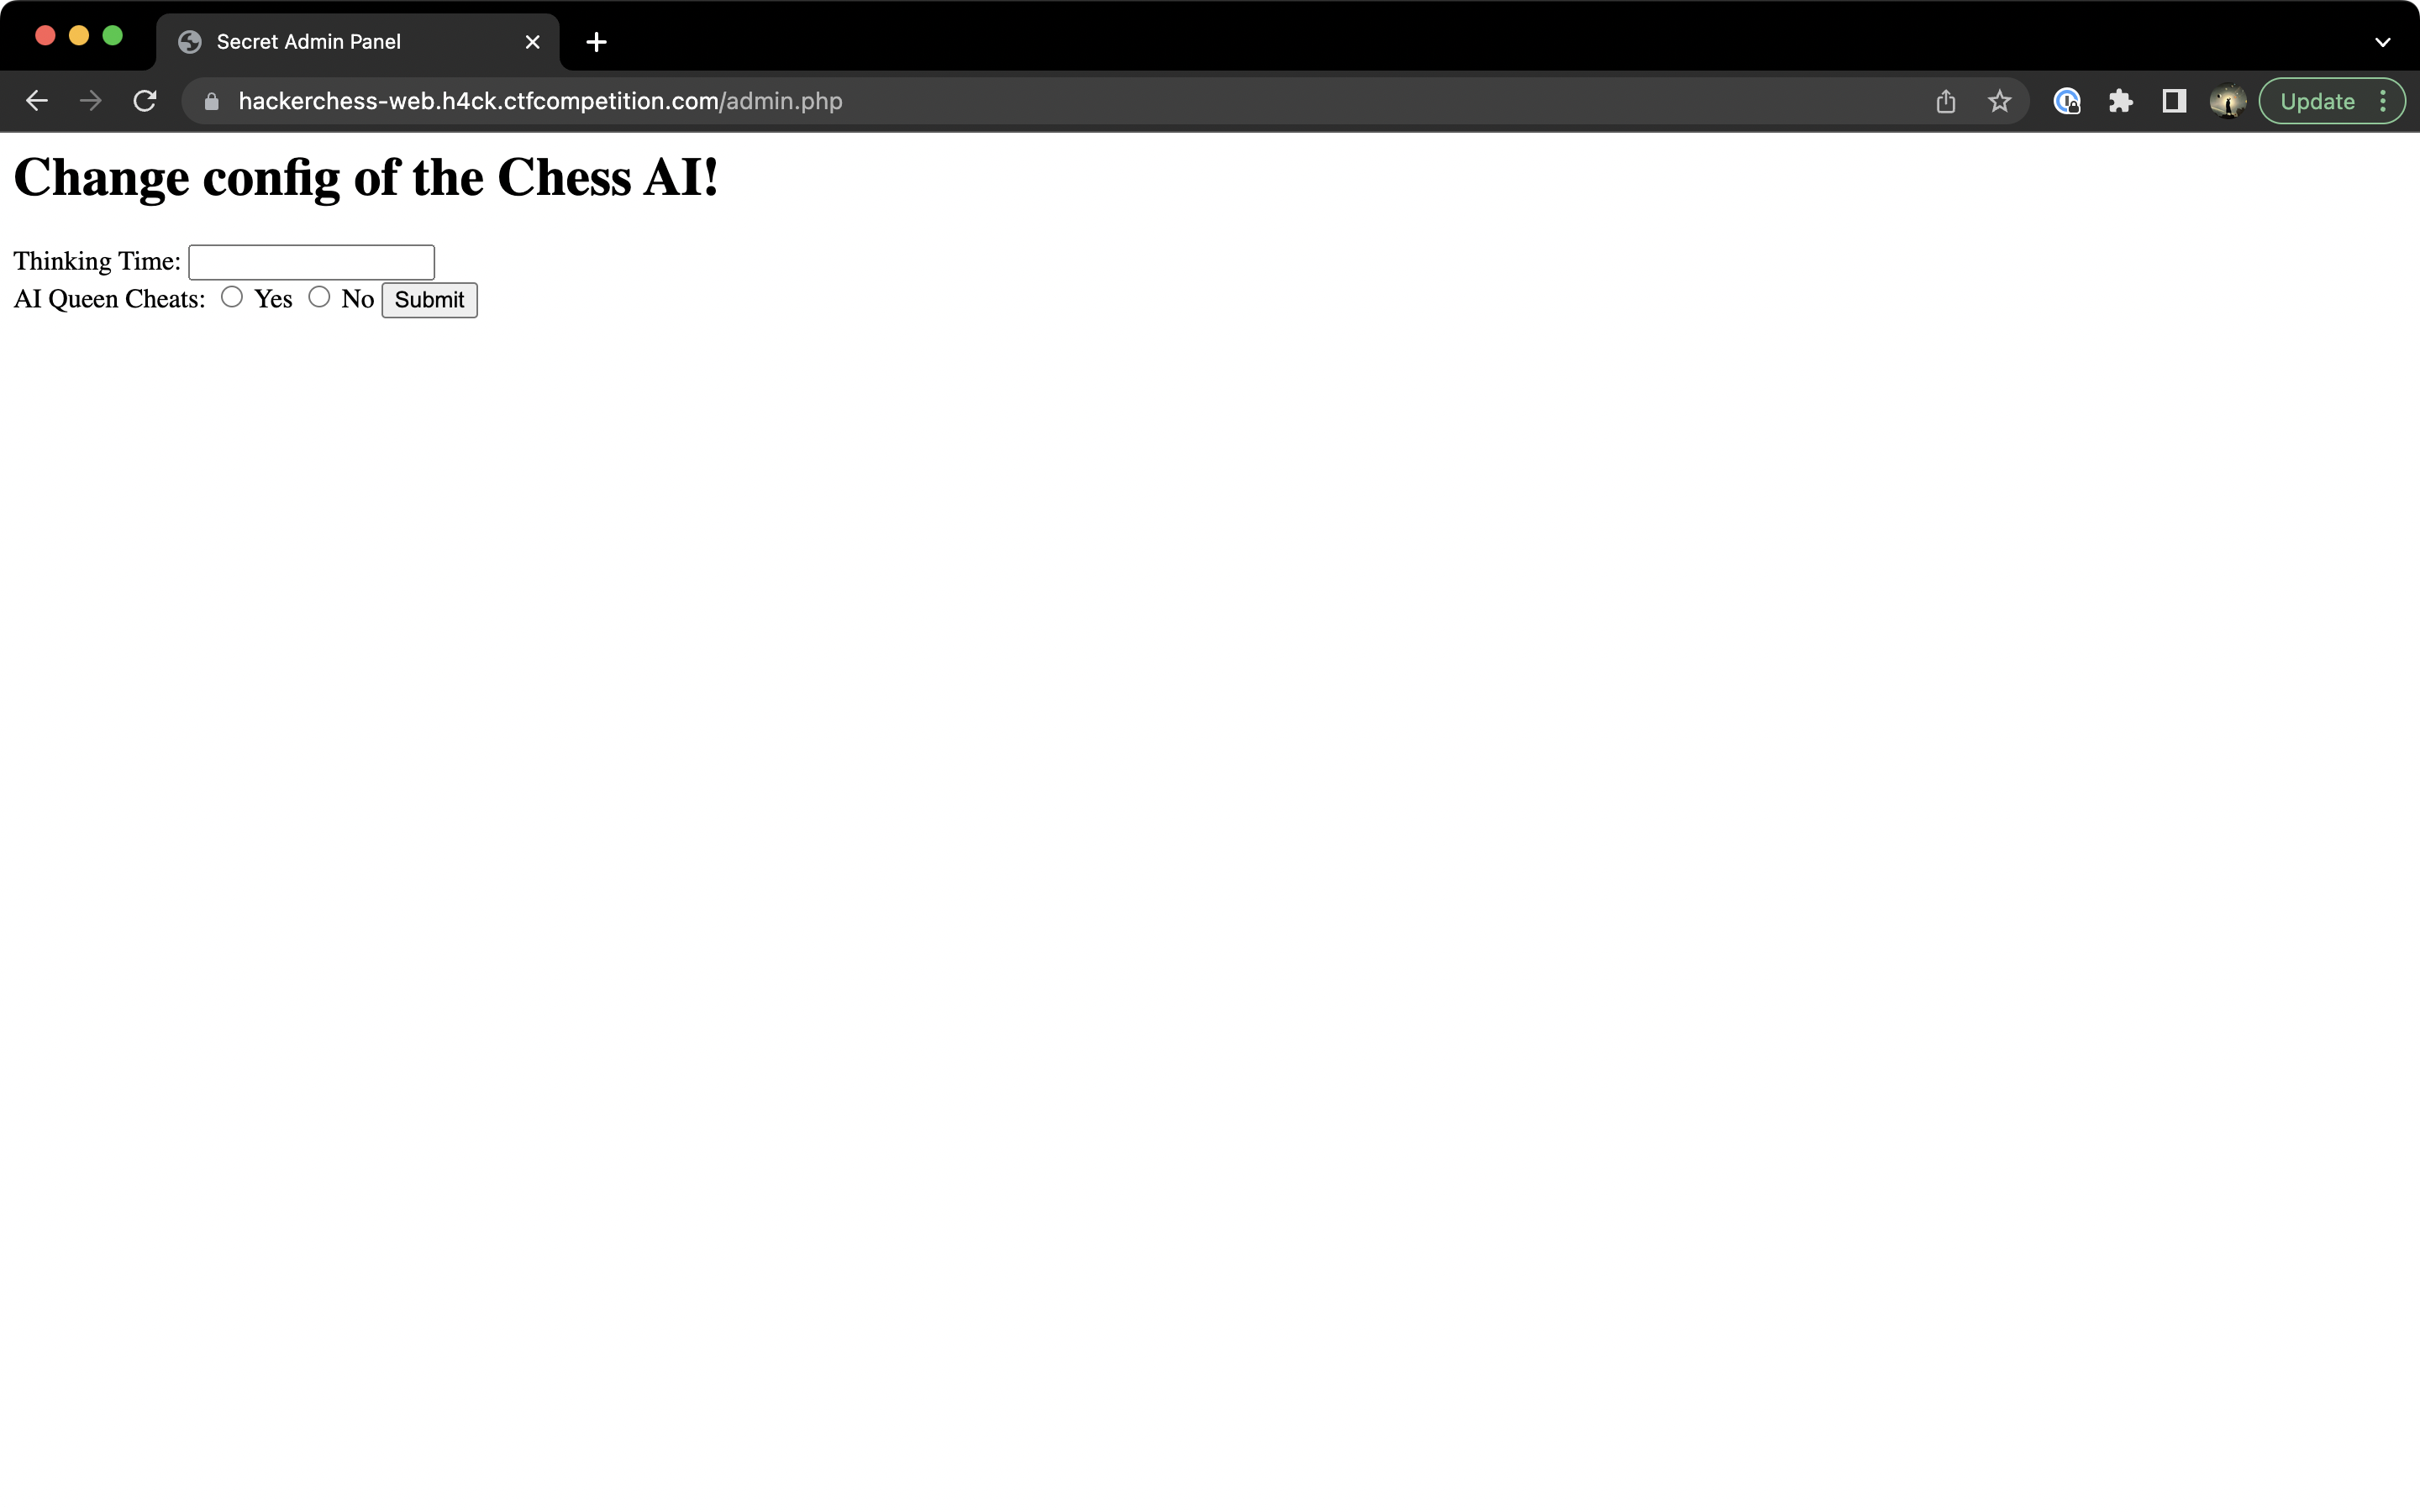 Secret Admin Panel
hackerchess-web.h4ck.ctfcompetition.com/admin.php
Update
Change config of the Chess AI!
Thinking Time:
AI Queen Cheats: Yes No Submit